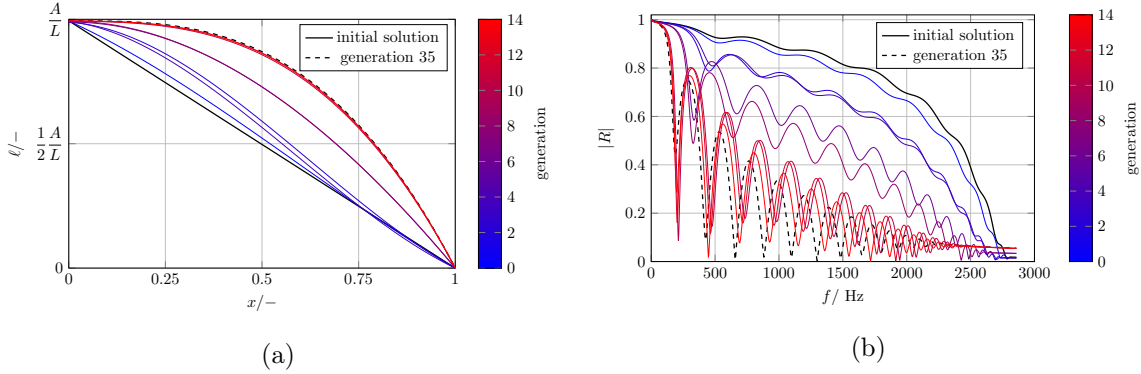 A
L
1 A
2 L
0
ℓ/−
0
0.25
0.5
0.75
1
x/−
initial solution
generation 35
14
12
10
8
6
4
2
0
generation
(a)
1
0.8
0.6
0.4
0.2
0
|R|
0
500
1000
1500
2000
2500
3000
f/ Hz
initial solution
generation 35
14
12
10
8
6
4
2
0
generation
(b)